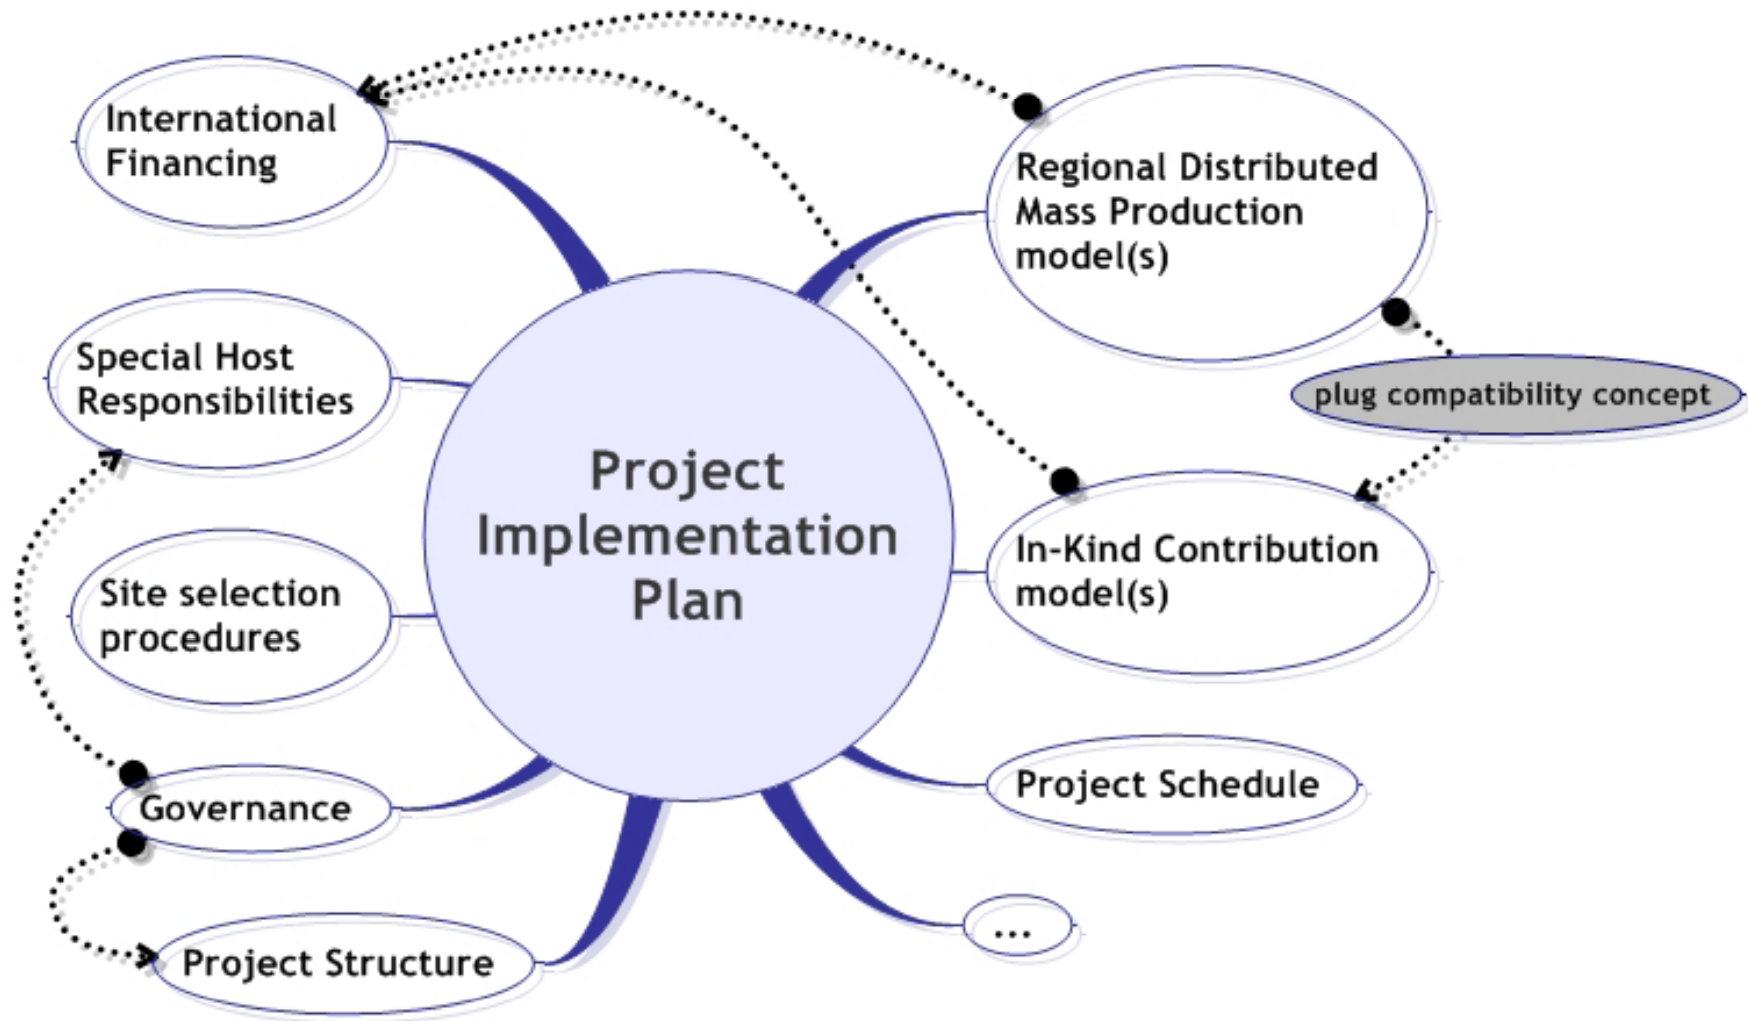 International
Financing
Regional Distributed
Mass Production
model(s)
Special Host
Responsibilities
plug compatibility concept
Project
Implementation
Plan
In-Kind Contribution
model(s)
Site selection
procedures
Governance
Project Schedule
Project Structure
...